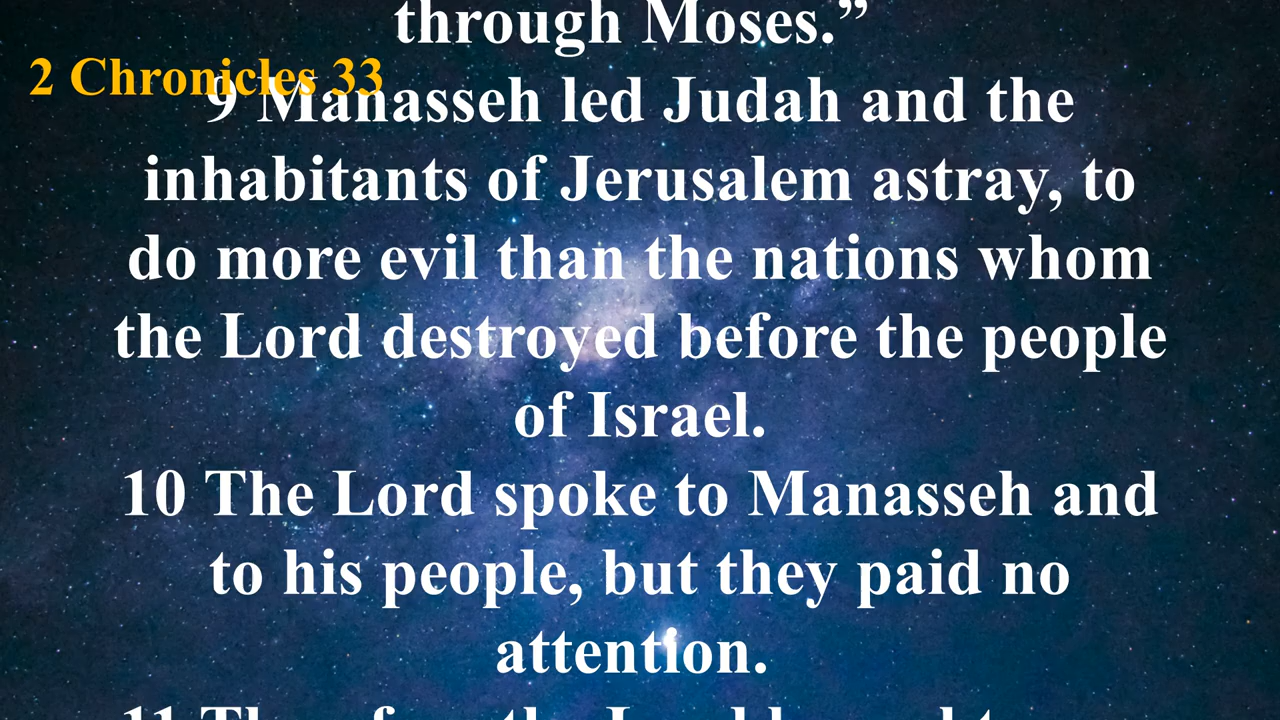 through Moses.”
2 Chronicles 33
9 Manasseh led Judah and the
inhabitants of Jerusalem astray, to
do more evil than the nations whom
the Lord destroyed before the people
of Israel.
10 The Lord spoke to Manasseh and
to his people, but they paid no
attention.